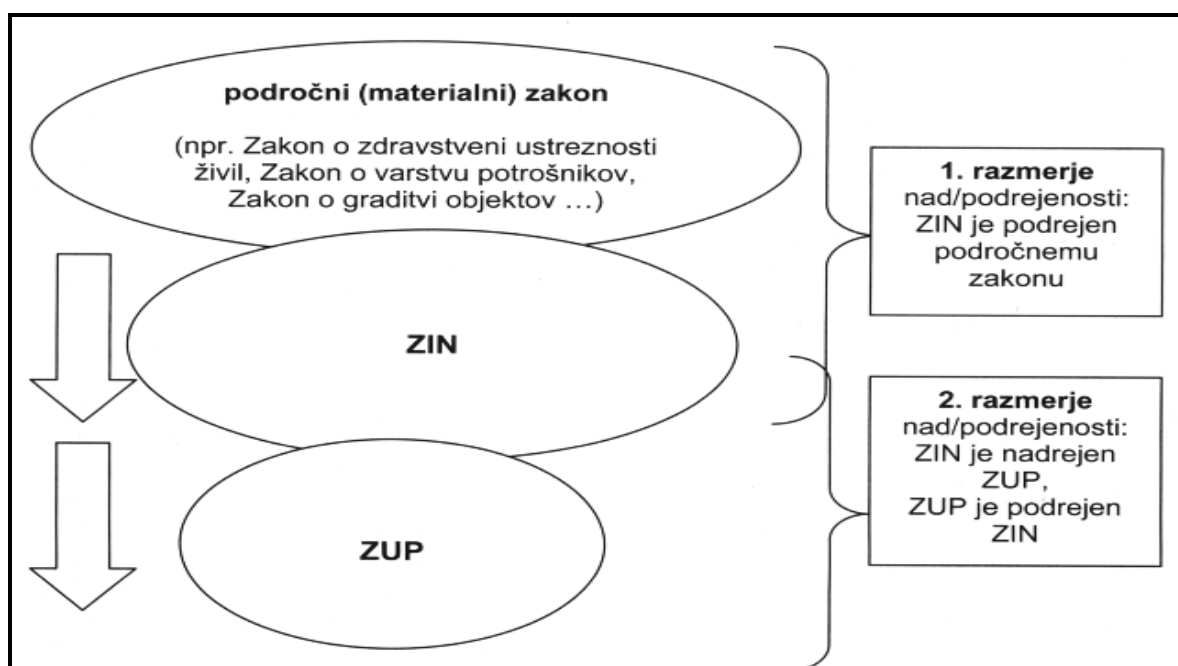 področni (materialni) zakon
(npr. Zakon o zdravstveni ustreznosti
živil, Zakon o varstvu potrošnikov,
Zakon o graditvi objektov ...)
ZIN
ZUP
1. razmerje
nad/podrejenosti:
ZIN je podrejen
področnemu
zakonu
2. razmerje
nad/podrejenosti:
ZIN je nadrejen
ZUP,
ZUP je podrejen
ZIN